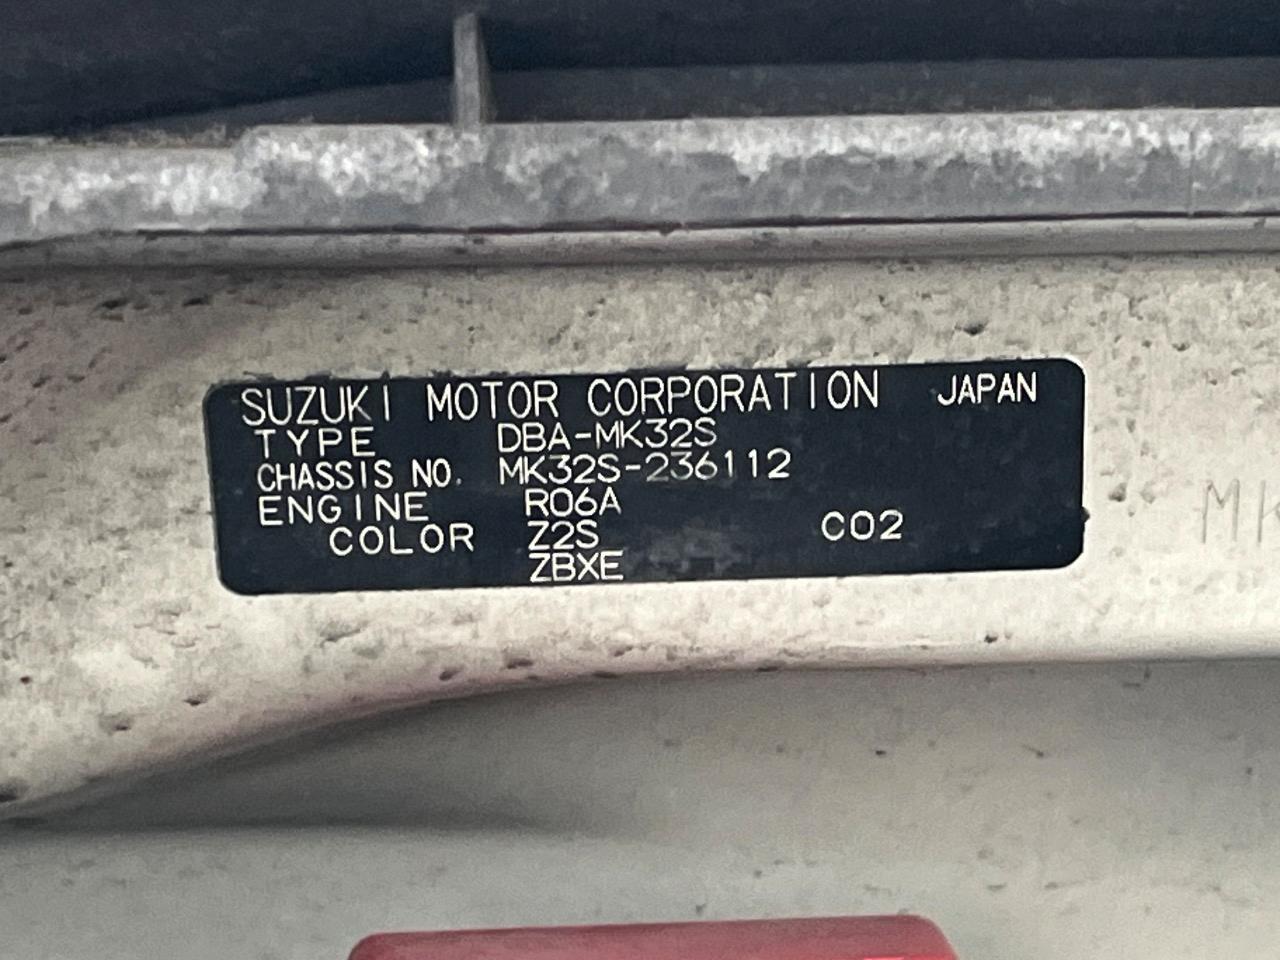 SUZUKI MOTOR CORPORATION JAPAN
TYPE DBA-MK32S
CHASSIS NO. MK32S-236112
ENGINE R06A
COLOR Z2S C02
ZBXE